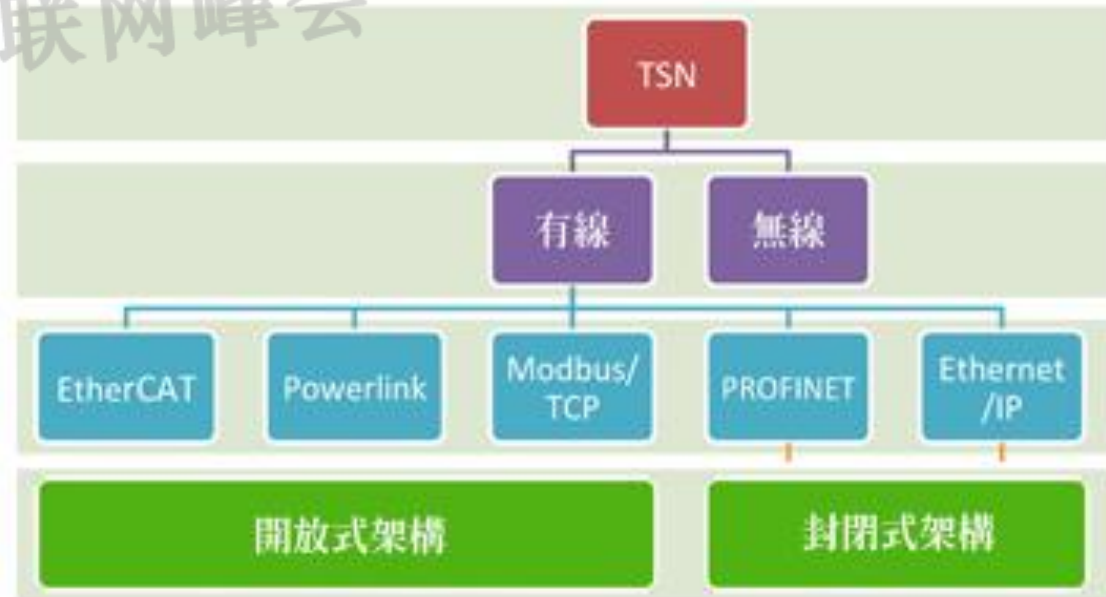 联网峰会
TSN
有線
無線
EtherCAT
Powerlink
Modbus/
TCP
PROFINET
Ethernet
/IP
開放式架構
封閉式架構